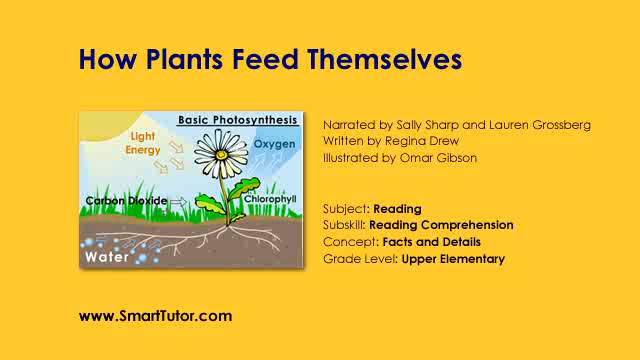 How Plants Feed Themselves
Basic Photosynthesis
Light
Energy
Oxygen
Carbon Dioxide
Chlorophyll
Water
Narrated by Sally Sharp and Lauren Grossberg
Written by Regina Drew
Illustrated by Omar Gibson
Subject: Reading
Subskill: Reading Comprehension
Concept: Facts and Details
Grade Level: Upper Elementary
www.SmartTutor.com